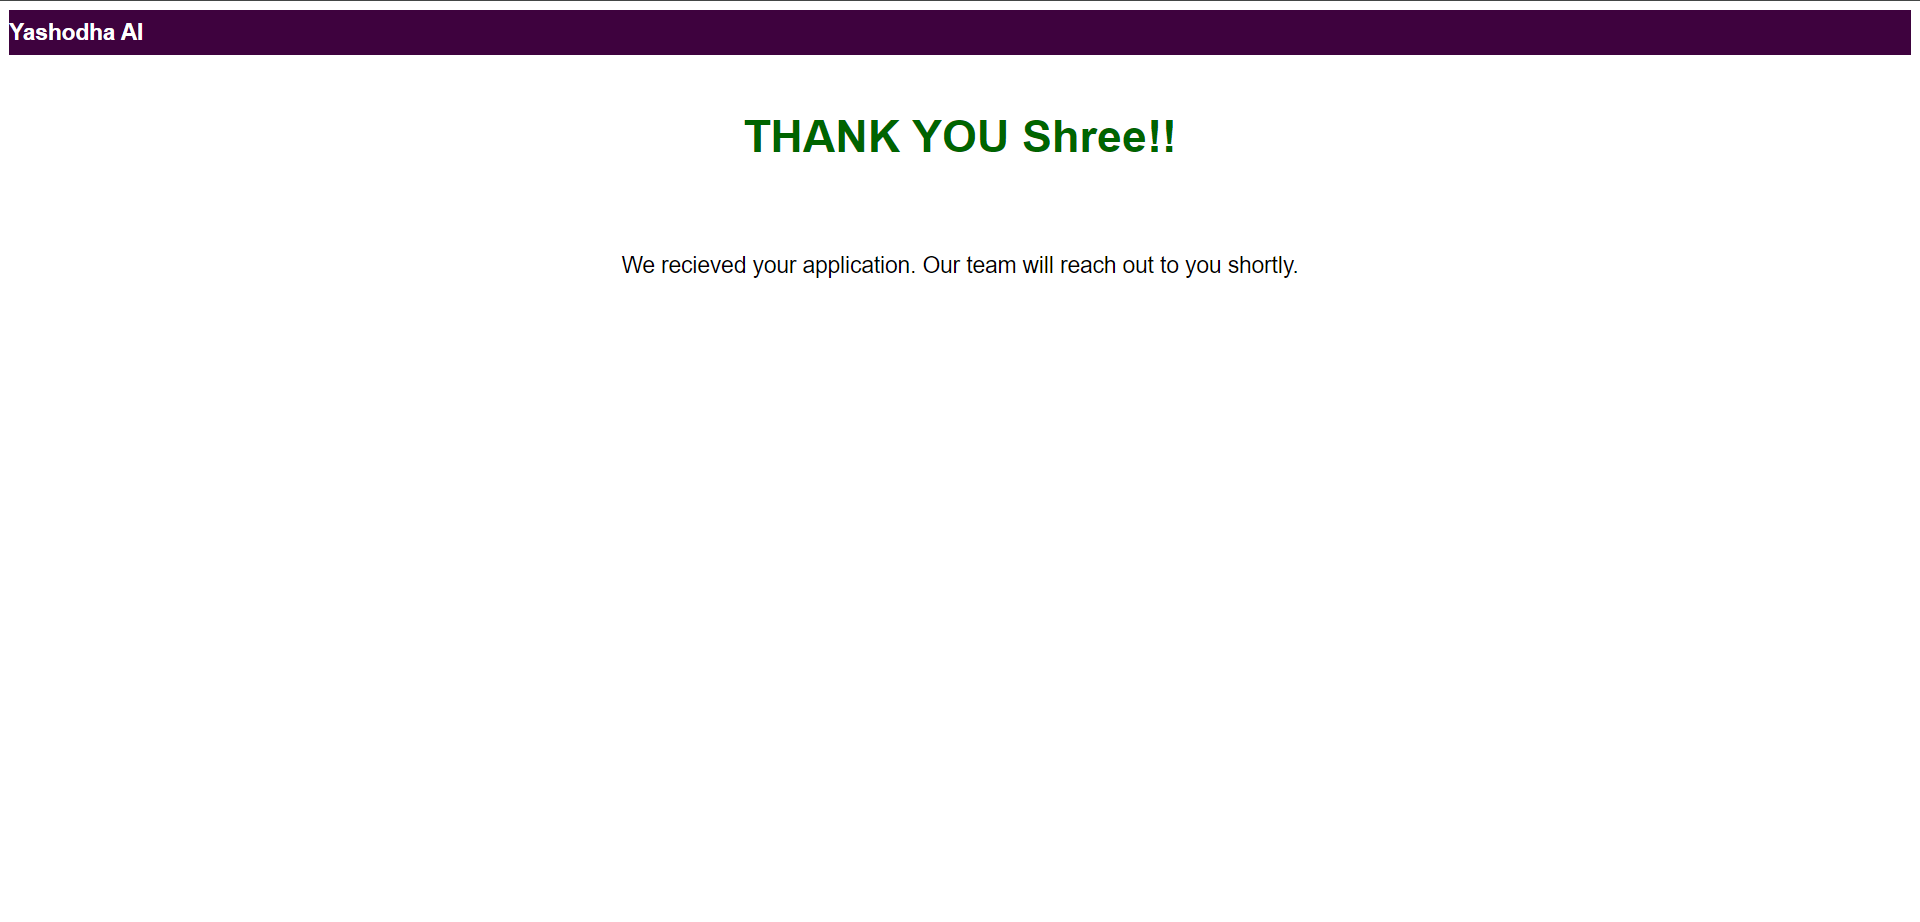 Yashodha AI
THANK YOU Shree!!
We recieved your application. Our team will reach out to you shortly.